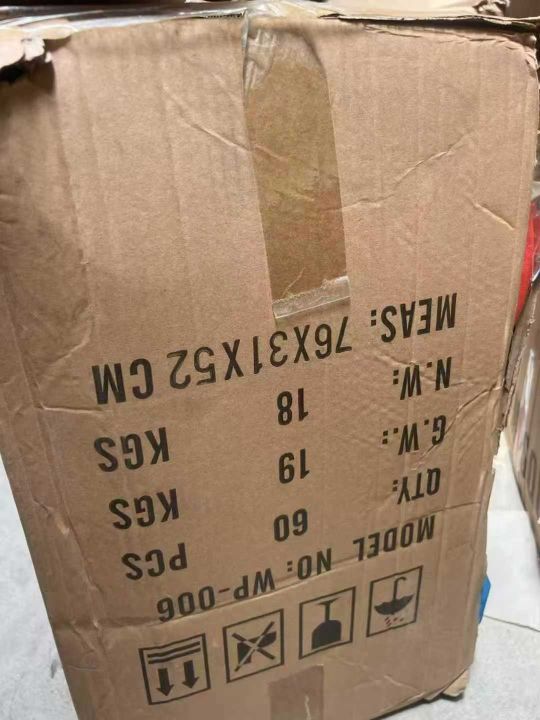 MODEL NO: WP-006
QTY: 60 PCS
G.W.: 19 KGS
N.W: 18 KGS
MEAS: 76X31X52 CM